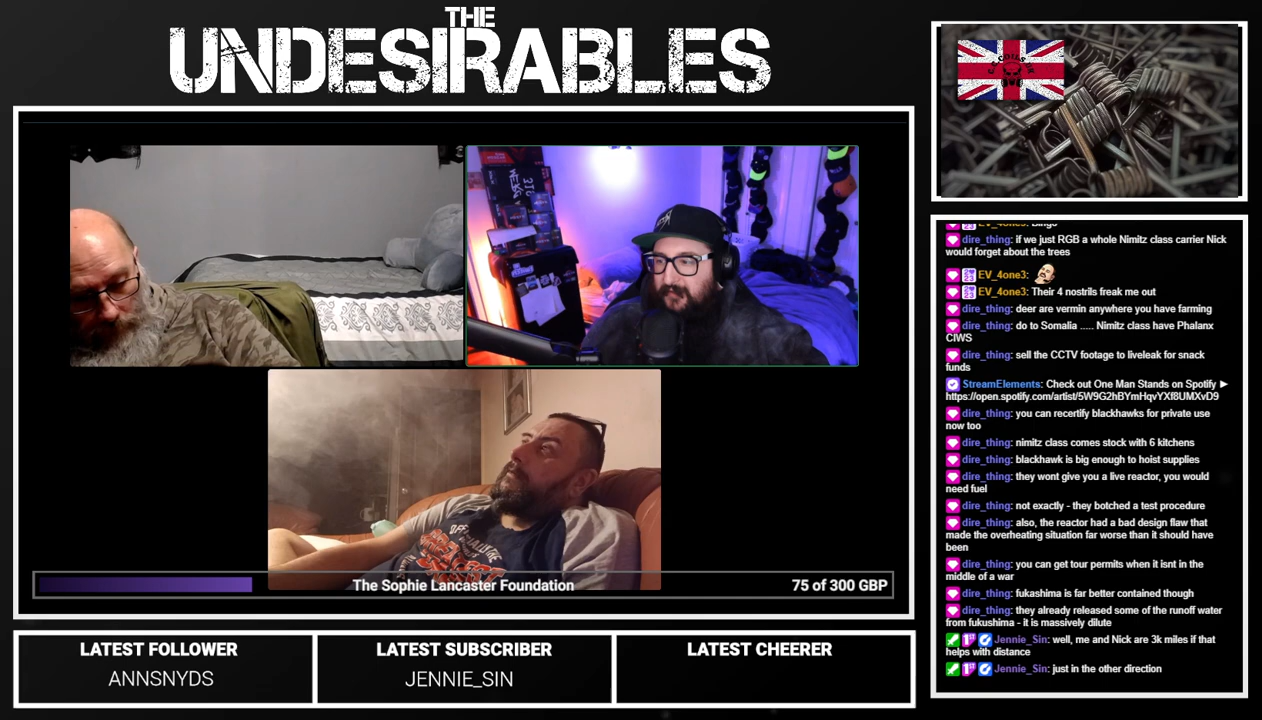 THE
UNDESIRABLES
The Sophie Lancaster Foundation
75 of 300 GBP
LATEST FOLLOWER
ANNSNYDS
LATEST SUBSCRIBER
JENNIE_SIN
LATEST CHEERER
dire_thing: if we just RGB a whole Nimitz class carrier Nick
would forget about the trees
EV_4one3:
EV_4one3: Their 4 nostrils freak me out
dire_thing: deer are vermin anywhere you have farming
dire_thing: do to Somalia ..... Nimitz class have Phalanx
CIWS
dire_thing: sell the CCTV footage to liveleak for snack
funds
StreamElements: Check out One Man Stands on Spotify ►
https://open.spotify.com/artist/5W9G2hBYmHqvYXf8UMXvD9
dire_thing: you can recertify blackhawks for private use
now too
dire_thing: nimitz class comes stock with 6 kitchens
dire_thing: blackhawk is big enough to hoist supplies
dire_thing: they wont give you a live reactor, you would
need fuel
dire_thing: not exactly - they botched a test procedure
dire_thing: also, the reactor had a bad design flaw that
made the overheating situation far worse than it should have
been
dire_thing: you can get tour permits when it isnt in the
middle of a war
dire_thing: fukashima is far better contained though
dire_thing: they already released some of the runoff water
from fukushima - it is massively dilute
Jennie_Sin: well, me and Nick are 3k miles if that
helps with distance
Jennie_Sin: just in the other direction